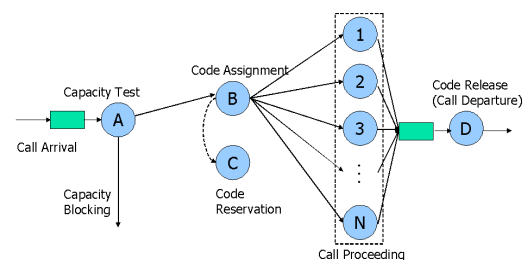 Call Arrival
Capacity Test
A
Capacity
Blocking
Code Assignment
B
C
Code
Reservation
1
2
3
⋮
N
Call Proceeding
Code Release
(Call Departure)
D